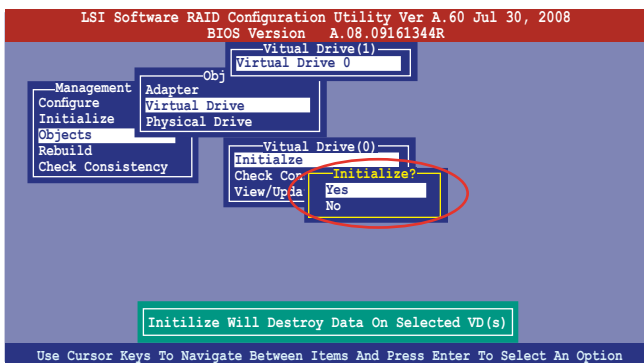 LSI Software RAID Configuration Utility Ver A.60 Jul 30, 2008
BIOS Version A.08.09161344R
Vitual Drive(1)
Virtual Drive 0
Obj
Adapter
Virtual Drive
Physical Drive
Management
Configure
Initialize
Objects
Rebuild
Check Consistency
Vitual Drive(0)
Initialze
Check Con
View/Upda
Initialize?
Yes
No
Initilize Will Destroy Data On Selected VD(s)
Use Cursor Keys To Navigate Between Items And Press Enter To Select An Option